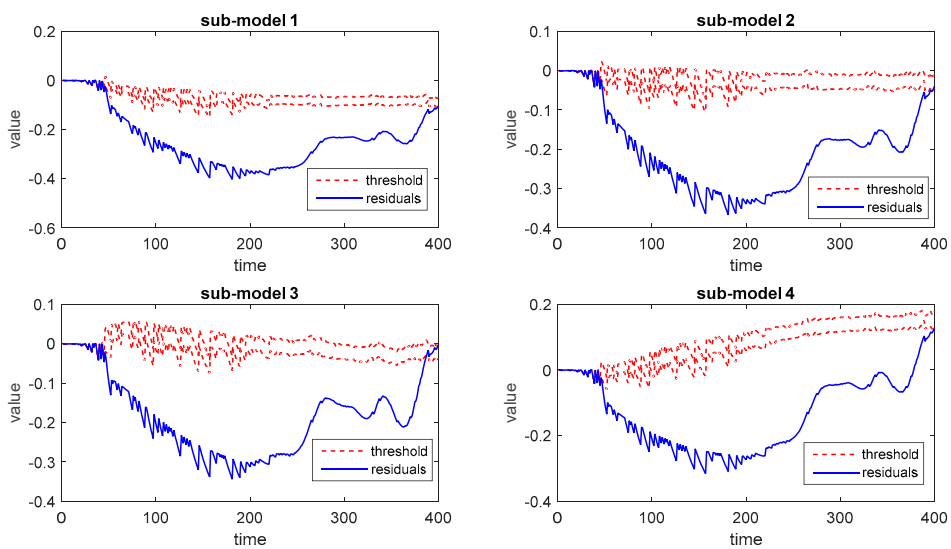 sub-model 1
0.2
0
-0.2
-0.4
-0.6
value
0 100 200 300 400
time
threshold
residuals
sub-model 2
0.1
0
-0.1
-0.2
-0.3
-0.4
value
0 100 200 300 400
time
threshold
residuals
sub-model 3
0.1
0
-0.1
-0.2
-0.3
-0.4
value
0 100 200 300 400
time
threshold
residuals
sub-model 4
0.2
0
-0.2
-0.4
value
0 100 200 300 400
time
threshold
residuals